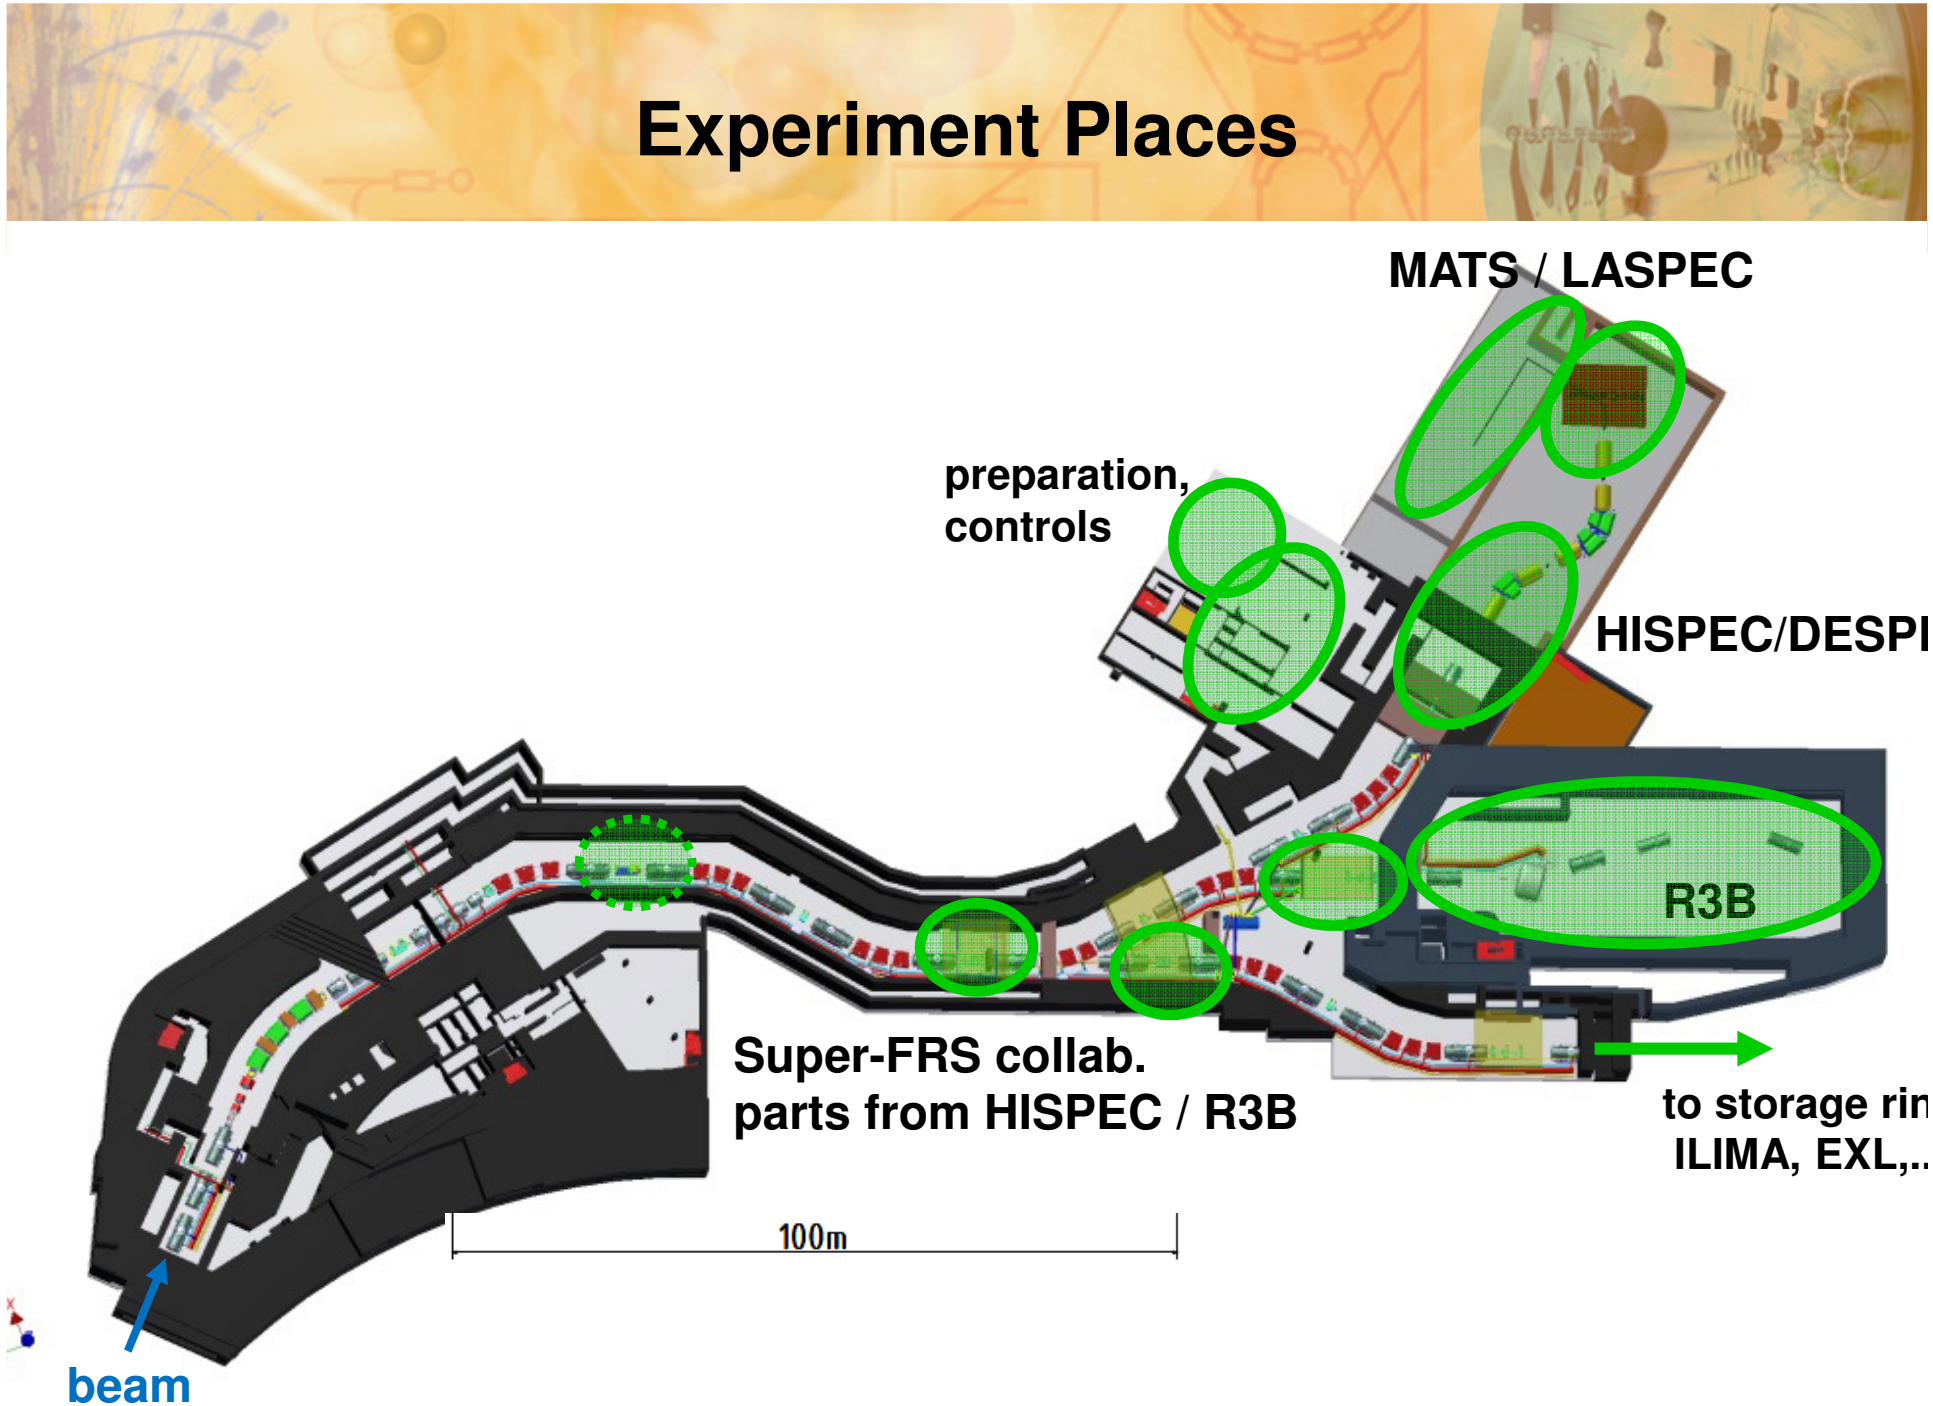 Experiment Places
MATS / LASPEC
preparation,
controls
HISPEC/DESPI
R3B
Super-FRS collab.
parts from HISPEC / R3B
to storage rin
ILIMA, EXL,..
100m
beam
X